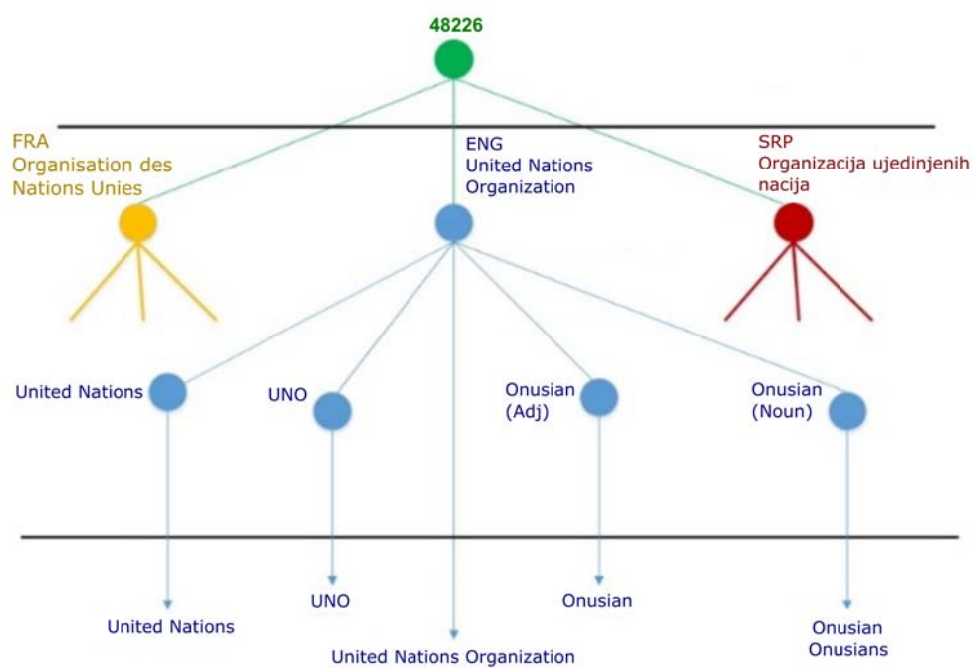 48226
FRA
Organisation des
Nations Unies
ENG
United Nations
Organization
SRP
Organizacija ujedinjenih
nacija
United Nations
UNO
Onusian
(Adj)
Onusian
(Noun)
United Nations
UNO
United Nations Organization
Onusian
Onusian
Onusians